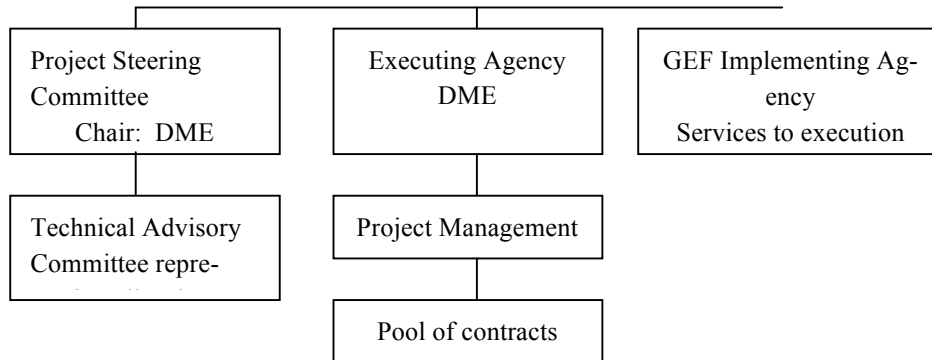 Project Steering
Committee
Chair: DME
Executing Agency
DME
GEF Implementing Ag-
ency
Services to execution
Technical Advisory
Committee repre-
Project Management
Pool of contracts